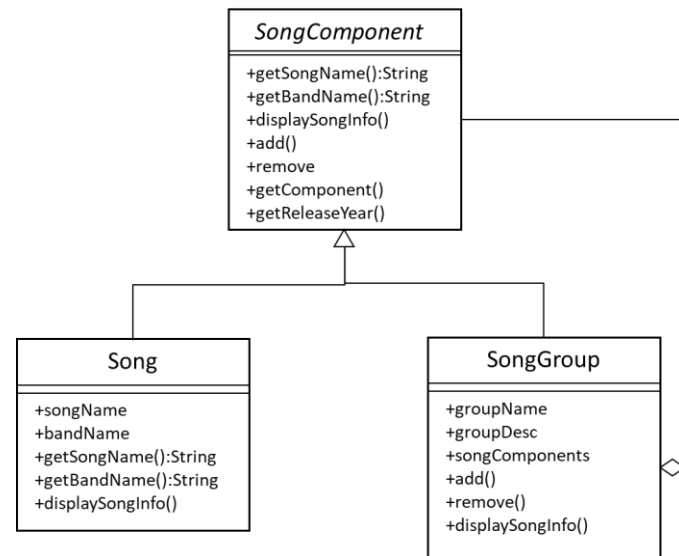 SongComponent
+getSongName():String
+getBandName():String
+displaySongInfo()
+add()
+remove
+getComponent()
+getReleaseYear()
Song
+songName
+bandName
+getSongName():String
+getBandName():String
+displaySongInfo()
SongGroup
+groupName
+groupDesc
+songComponents
+add()
+remove()
+displaySongInfo()